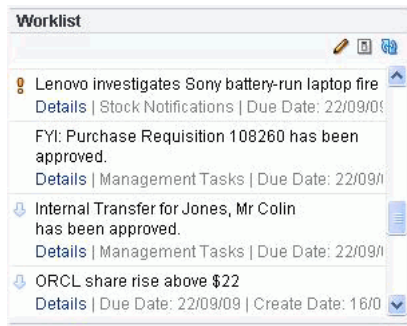 Worklist
Lenovo investigates Sony battery-run laptop fire
Details | Stock Notifications | Due Date: 22/09/09
FYI: Purchase Requisition 108260 has been
approved.
Details | Management Tasks | Due Date: 22/09/
Internal Transfer for Jones, Mr Colin
has been approved.
Details | Management Tasks | Due Date: 22/09/
ORCL share rise above $22
Details | Due Date: 22/09/09 | Create Date: 16/0